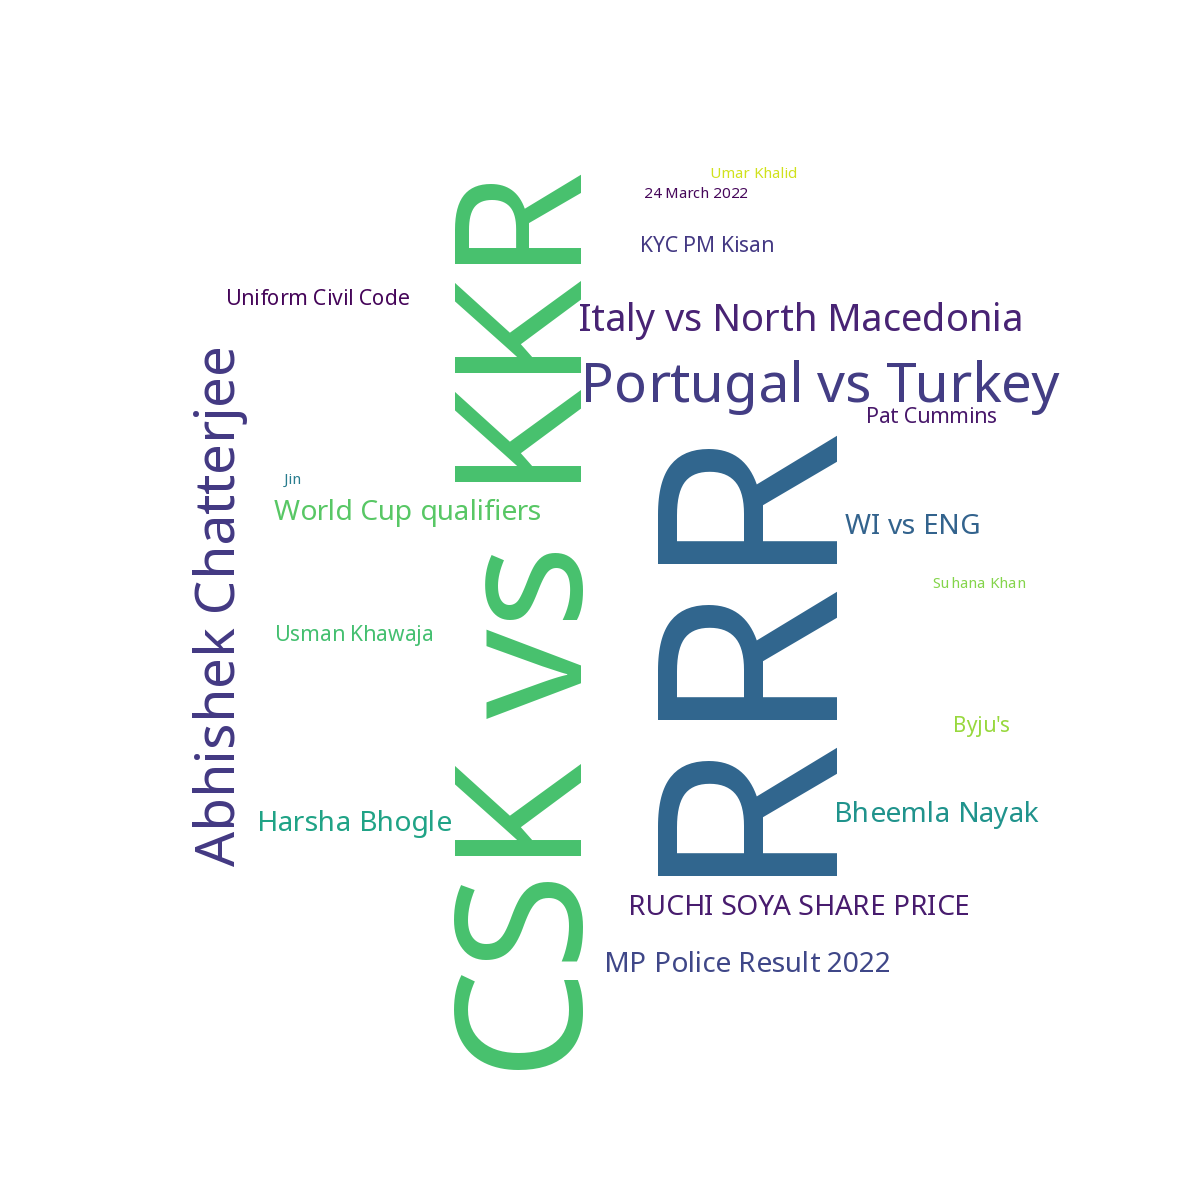 Umar Khalid
24 March 2022
KYC PM Kisan
Uniform Civil Code
Italy vs North Macedonia
Portugal vs Turkey
Pat Cummins
CSK vs KKR
RRR
Abhishek Chatterjee
Jin
World Cup qualifiers
WI vs ENG
Suhana Khan
Usman Khawaja
Byju's
Harsha Bhogle
Bheemla Nayak
RUCHI SOYA SHARE PRICE
MP Police Result 2022